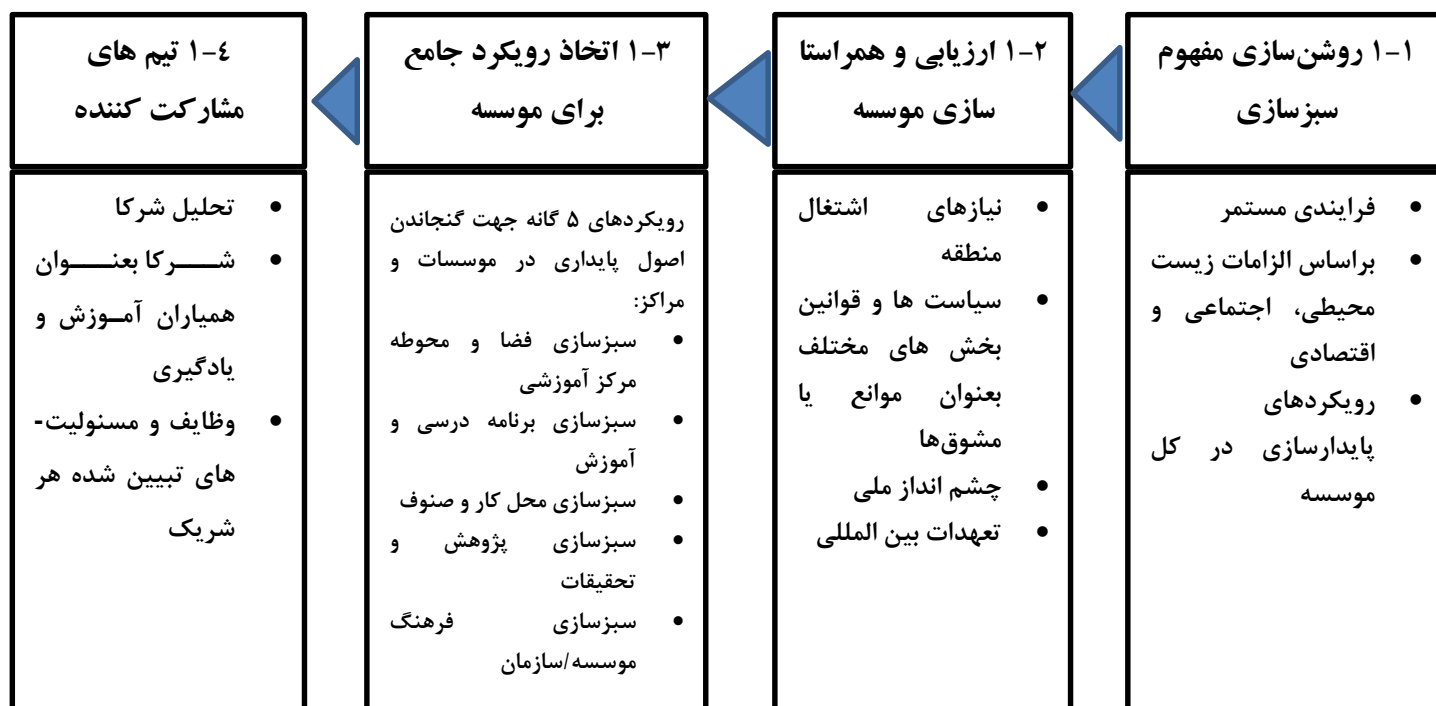 ۱-۱ روشن‌سازی مفهوم
سبزسازی
• فرایندی مستمر
• براساس الزامات زیست
محیطی، اجتماعی و
اقتصادی
• رویکردهای
پایدارسازی در کل
موسسه
۱-۲ ارزیابی و همراستا
سازی موسسه
• نیازهای اشتغال
منطقه
• سیاست ها و قوانین
بخش های مختلف
بعنوان موانع یا
مشوق‌ها
• چشم انداز ملی
• تعهدات بین المللی
۱-۳ اتخاذ رویکرد جامع
برای موسسه
رویکردهای ۵ گانه جهت گنجاندن
اصول پایداری در موسسات و
مراکز:
• سبزسازی فضا و محوطه
مرکز آموزشی
• سبزسازی برنامه درسی و
آموزش
• سبزسازی محل کار و صنوف
• سبزسازی پژوهش و
تحقیقات
• سبزسازی فرهنگ
موسسه/سازمان
۱-٤ تیم های
مشارکت کننده
• تحلیل شرکا
• شـــــرکا بعنـــــوان
همیاران آمــوزش و
یادگیری
• وظایف و مسئولیت-
های تبیین شده هر
شریک